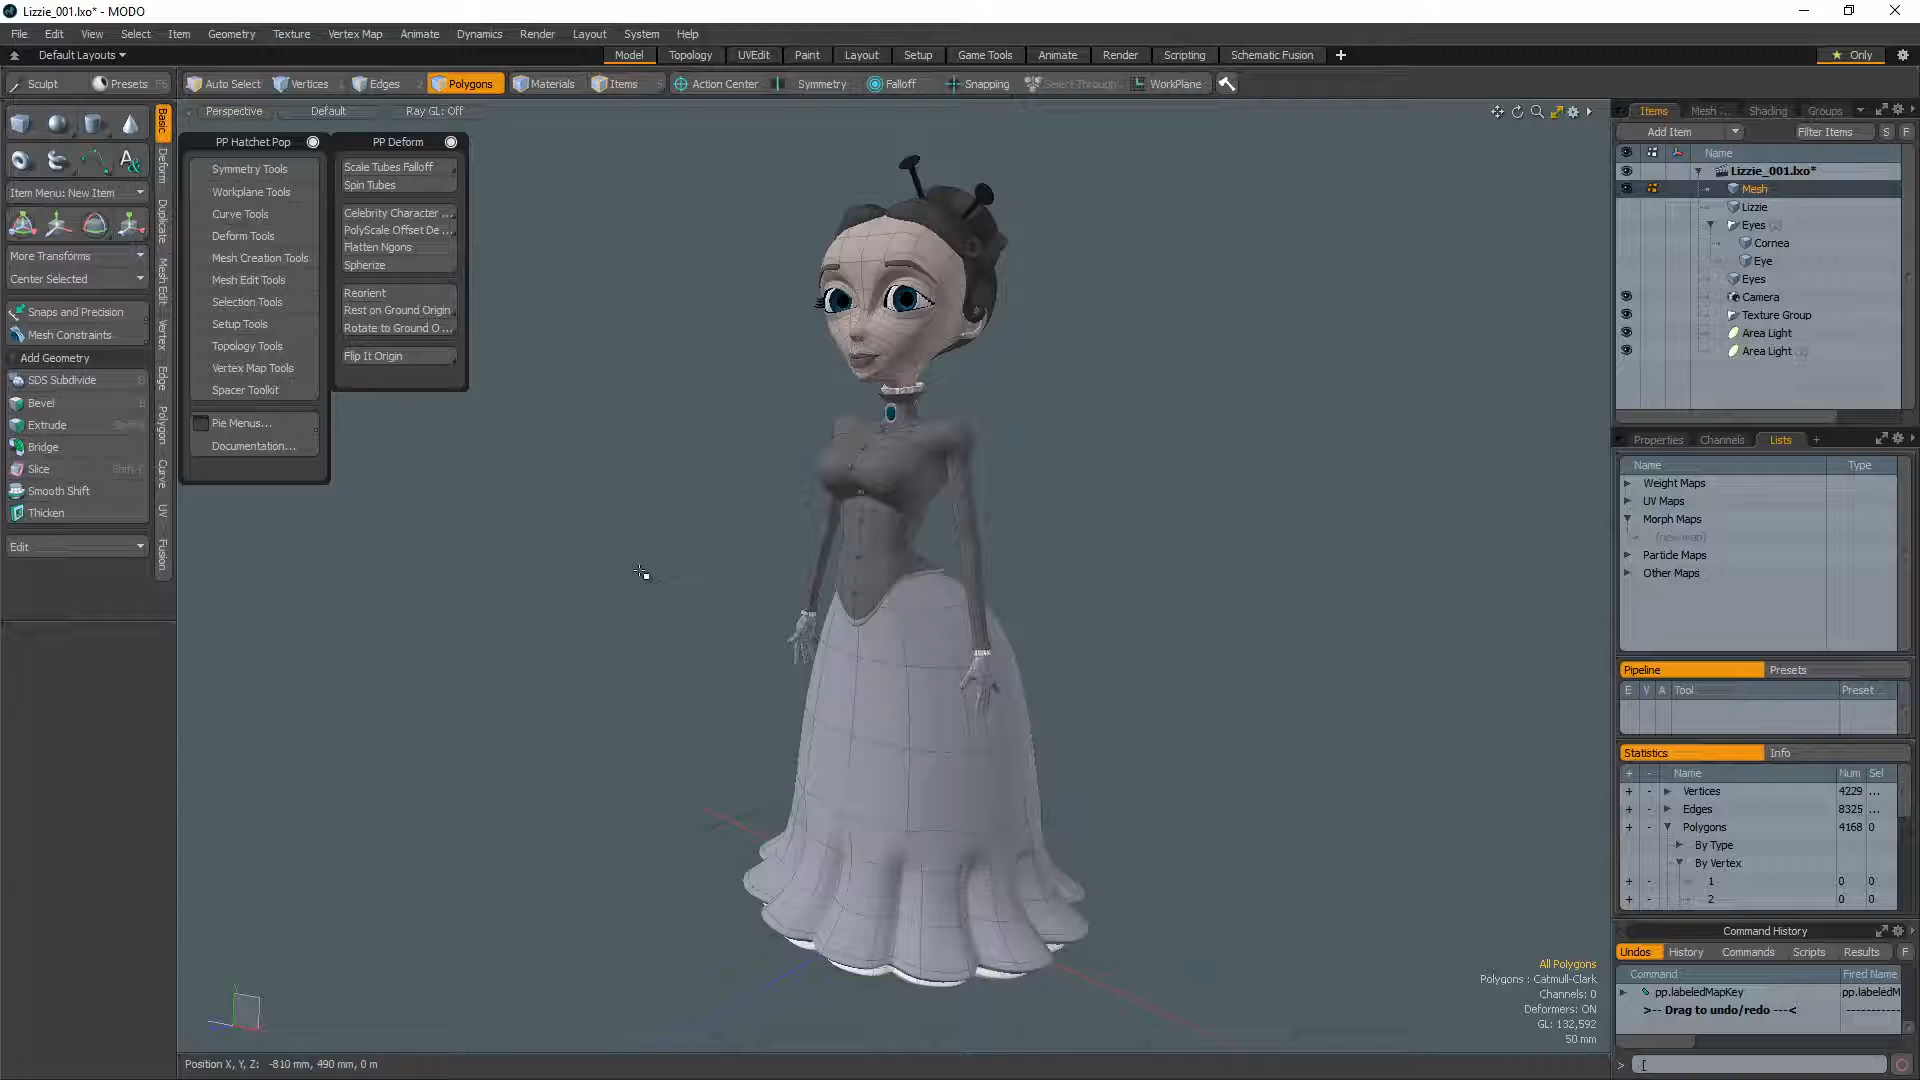 Lizzie_001.lxo* - MODO
File Edit View Select Item Geometry Texture Vertex Map Animate Dynamics Render Layout System Help
Default Layouts
Model Topology UVEdit Paint Layout Setup Game Tools Animate Render Scripting Schematic Fusion
Only
Sculpt Presets F6 Auto Select Vertices 1 Edges 2 Polygons Materials Items 5 Action Center Symmetry Falloff Snapping Select Through WorkPlane
Perspective Default Ray GL: Off
Item Menu: New Item
More Transforms
Center Selected
Snaps and Precision
Mesh Constraints
Add Geometry
SDS Subdivide
Bevel B
Extrude
Bridge
Slice
Smooth Shift
Thicken
Edit
Basic
Deform
Duplicate
Mesh Edit
Vertex
Edge
Polygon
Curve
UV
Fusion
PP Hatchet Pop
Symmetry Tools
Workplane Tools
Curve Tools
Deform Tools
Mesh Creation Tools
Mesh Edit Tools
Selection Tools
Setup Tools
Topology Tools
Vertex Map Tools
Spacer Toolkit
Pie Menus...
Documentation...
PP Deform
Scale Tubes Falloff
Spin Tubes
Celebrity Character ...
PolyScale Offset De ...
Flatten Ngons
Spherize
Reorient
Rest on Ground Origin
Rotate to Ground O ...
Flip It Origin
All Polygons
Polygons : Catmull-Clark
Channels: 0
Deformers: ON
GL: 132,592
50 mm
Position X, Y, Z: -810 mm, 490 mm, 0 m
Items Mesh ... Shading Groups
Add Item Filter Items S F
Name
Lizzie_001.lxo*
Mesh
Lizzie
Eyes (2)
Cornea
Eye
Eyes
Camera
Texture Group
Area Light
Area Light (2)
Properties Channels Lists +
Name Type
Weight Maps
UV Maps
Morph Maps
(new map)
Particle Maps
Other Maps
Pipeline Presets
E V A Tool Preset
Statistics Info
+ - Name Num Sel
+ - Vertices 4229 ...
+ - Edges 8325 ...
+ - Polygons 4168 0
By Type
By Vertex
+ - 1 0 0
+ - 2 0 0
Command History
Undos History Commands Scripts Results F
Command Fired Name
pp.labeledMapKey pp.labeledM
>-- Drag to undo/redo ---< -----------
> [